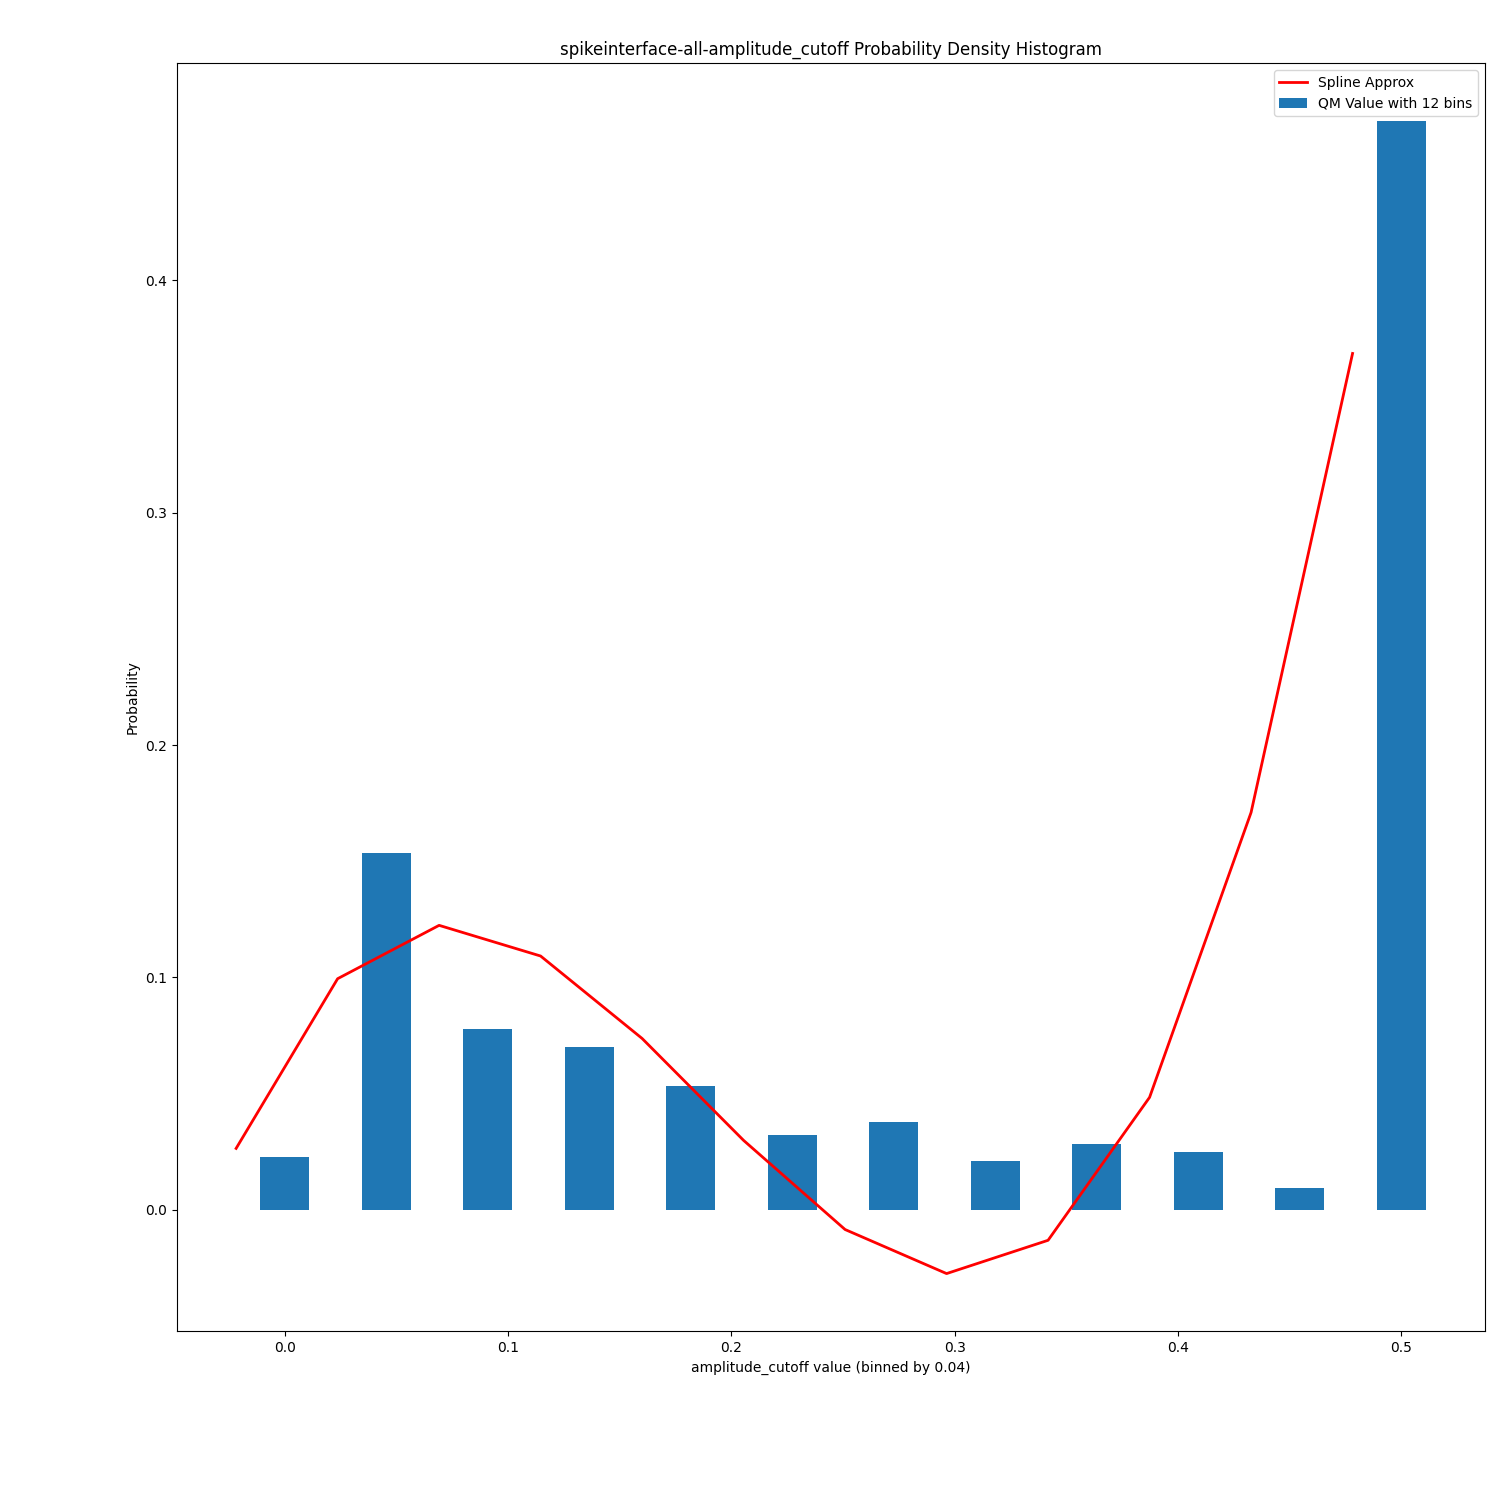 spikeinterface-all-amplitude_cutoff Probability Density Histogram
Spline Approx
QM Value with 12 bins
0.4
0.3
0.2
0.1
0.0
Probability
0.0 0.1 0.2 0.3 0.4 0.5
amplitude_cutoff value (binned by 0.04)